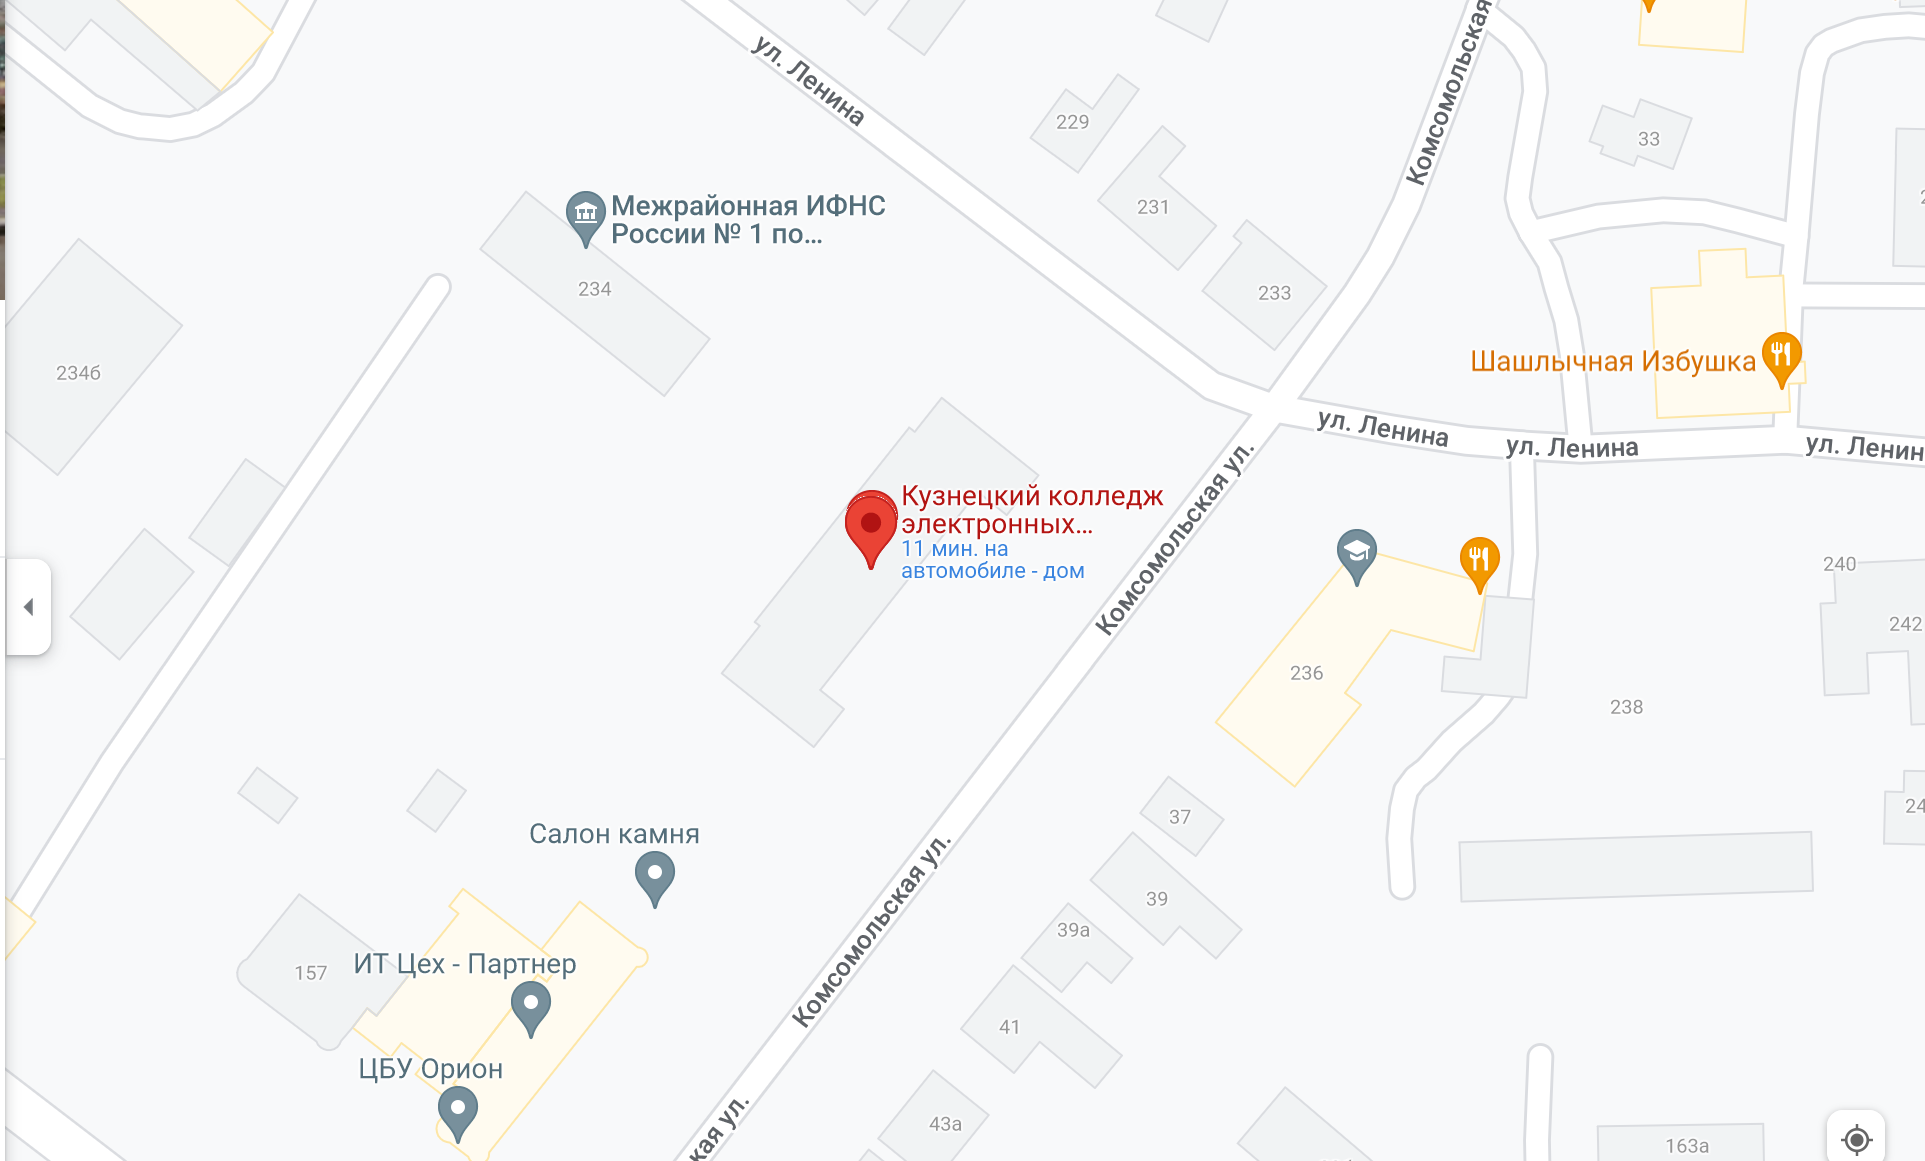 ул. Ленина
Комсомольская
229
33
231
Межрайонная ИФНС
России № 1 по...
234
233
234б
Шашлычная Избушка
ул. Ленина
ул. Ленина
ул. Ленин
Комсомольская ул.
Кузнецкий колледж
электронных...
11 мин. на
автомобиле - дом
240
242
236
238
24
37
Салон камня
Комсомольская ул.
39
39а
157
ИТ Цех - Партнер
41
ЦБУ Орион
43а
кая ул.
163а